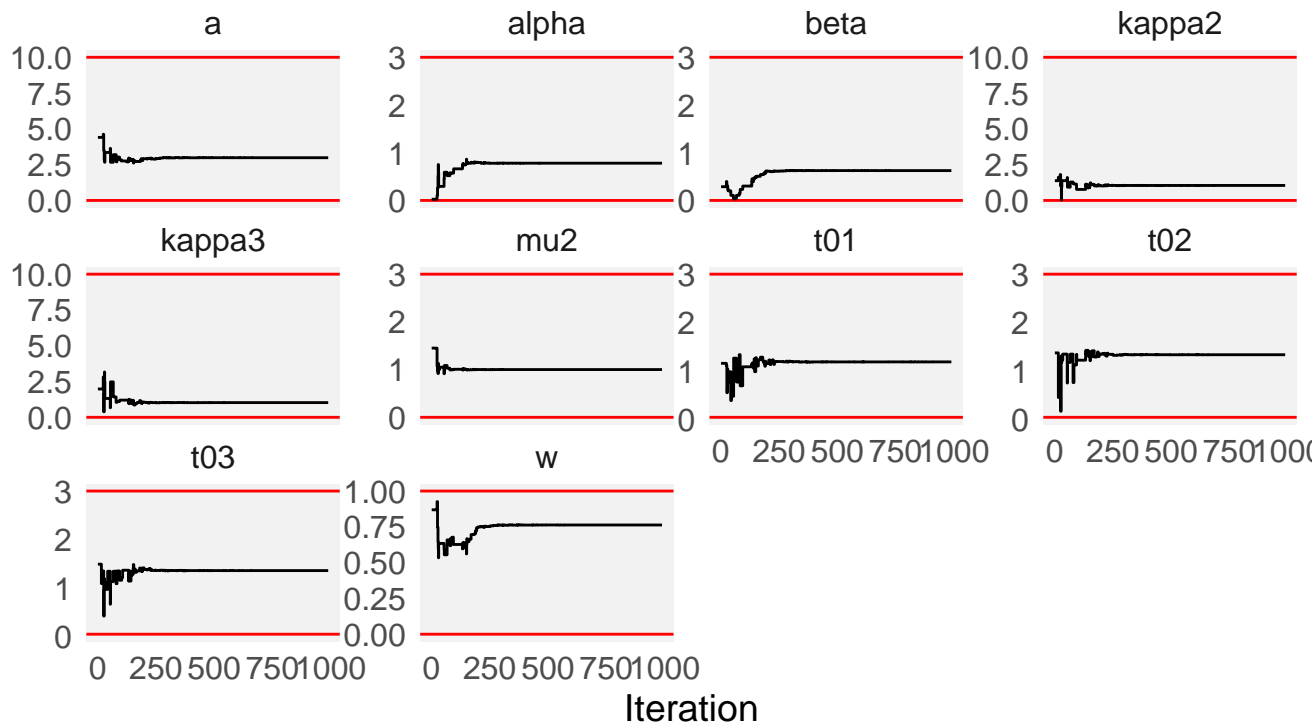 a alpha beta kappa2
10.0 7.5 5.0 2.5 0.0 3 2 1 0 3 2 1 0 10.0 7.5 5.0 2.5 0.0
kappa3 mu2 t01 t02
10.0 7.5 5.0 2.5 0.0 3 2 1 0 3 2 1 0 3 2 1 0
0 250 500 750 1000 0 250 500 750 1000
t03 w
3 2 1 0 1.00 0.75 0.50 0.25 0.00
0 250 500 750 1000 0 250 500 750 1000
Iteration